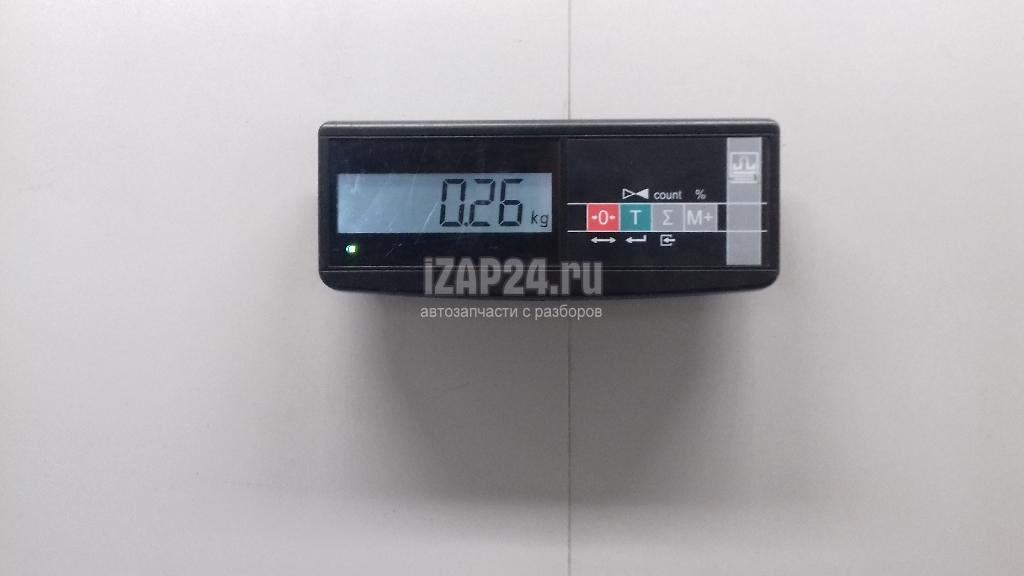 0.26 kg
count %
→0← T Σ M+
iZAP24.ru
автозапчасти с разборов